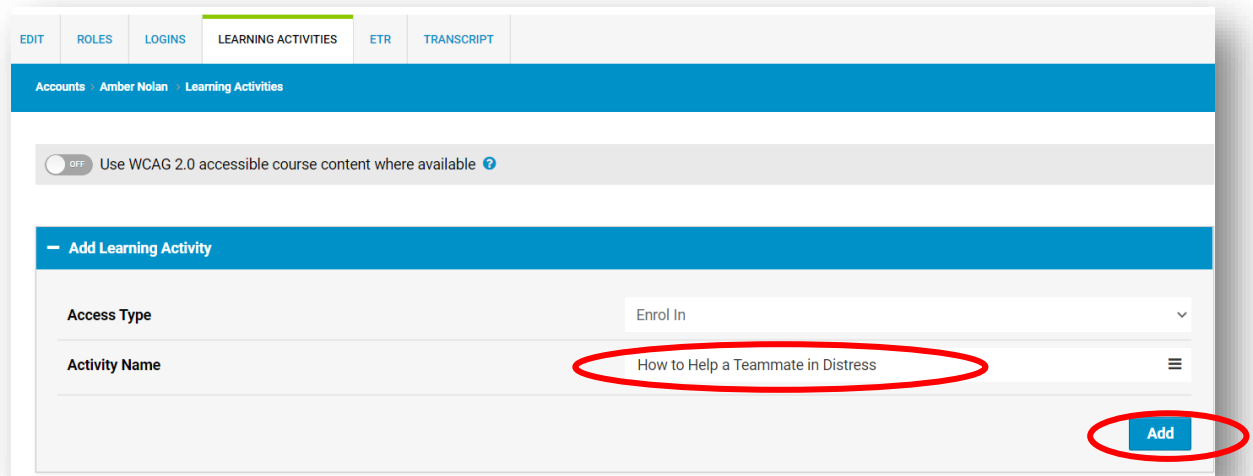 EDIT ROLES LOGINS LEARNING ACTIVITIES ETR TRANSCRIPT
Accounts > Amber Nolan > Learning Activities
OFF Use WCAG 2.0 accessible course content where available ?
– Add Learning Activity
Access Type Enrol In
Activity Name How to Help a Teammate in Distress
Add